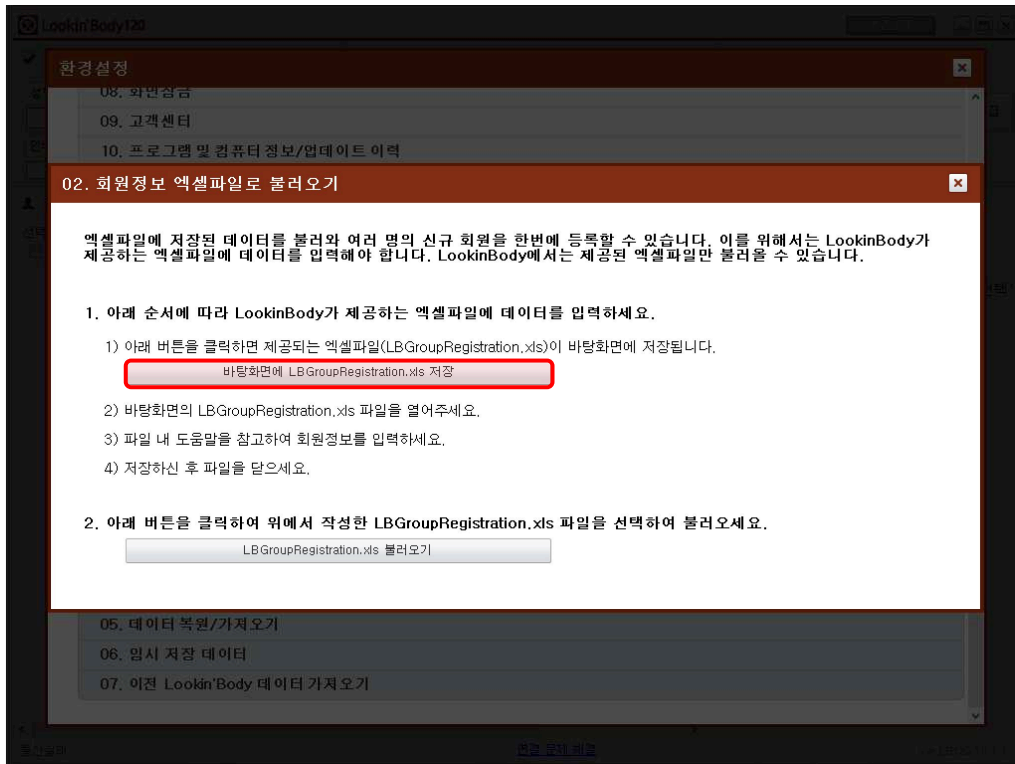 Lookin'Body120
환경설정
08. 화면잠금
09. 고객센터
10. 프로그램 및 컴퓨터 정보/업데이트 이력
02. 회원정보 엑셀파일로 불러오기
엑셀파일에 저장된 데이터를 불러와 여러 명의 신규 회원을 한번에 등록할 수 있습니다. 이를 위해서는 LookinBody가
제공하는 엑셀파일에 데이터를 입력해야 합니다. LookinBody에서는 제공된 엑셀파일만 불러올 수 있습니다.
1. 아래 순서에 따라 LookinBody가 제공하는 엑셀파일에 데이터를 입력하세요.
1) 아래 버튼을 클릭하면 제공되는 엑셀파일(LBGroupRegistration.xls)이 바탕화면에 저장됩니다.
바탕화면에 LBGroupRegistration.xls 저장
2) 바탕화면의 LBGroupRegistration.xls 파일을 열어주세요.
3) 파일 내 도움말을 참고하여 회원정보를 입력하세요.
4) 저장하신 후 파일을 닫으세요.
2. 아래 버튼을 클릭하여 위에서 작성한 LBGroupRegistration.xls 파일을 선택하여 불러오세요.
LBGroupRegistration.xls 불러오기
05. 데이터 복원/가져오기
06. 임시 저장 데이터
07. 이전 Lookin'Body 데이터 가져오기
연결 문제 해결